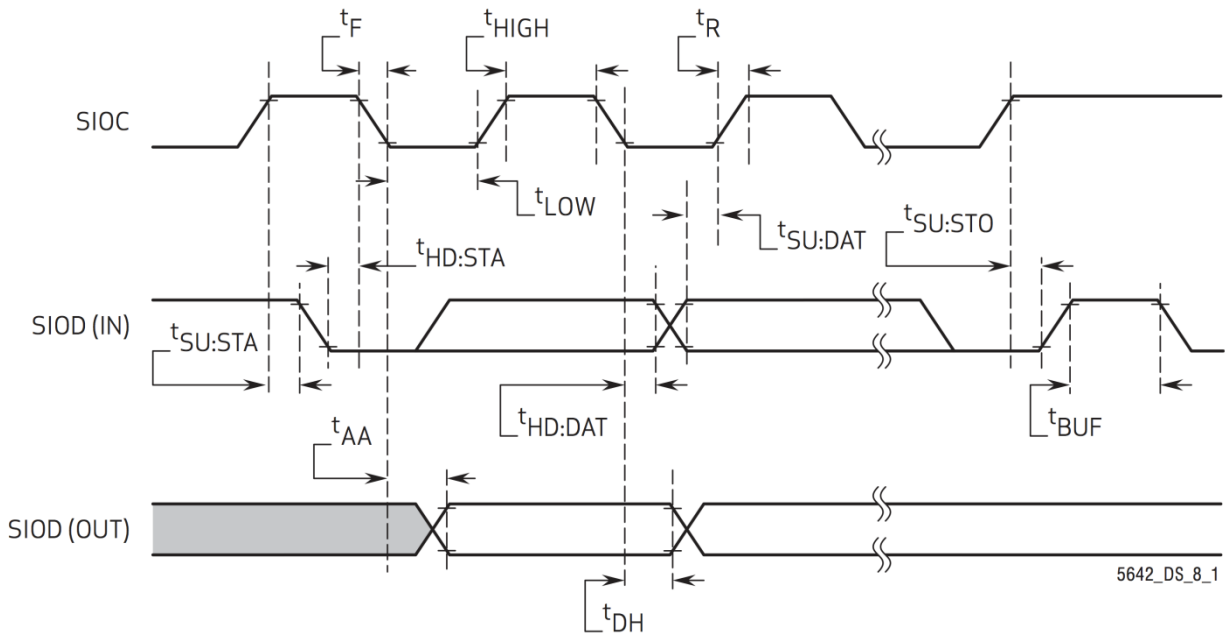 tF
tHIGH
tR
SIOC
tLOW
tSU:DAT
tSU:STO
tHD:STA
SIOD (IN)
tSU:STA
tHD:DAT
tBUF
tAA
SIOD (OUT)
5642_DS_8_1
tDH